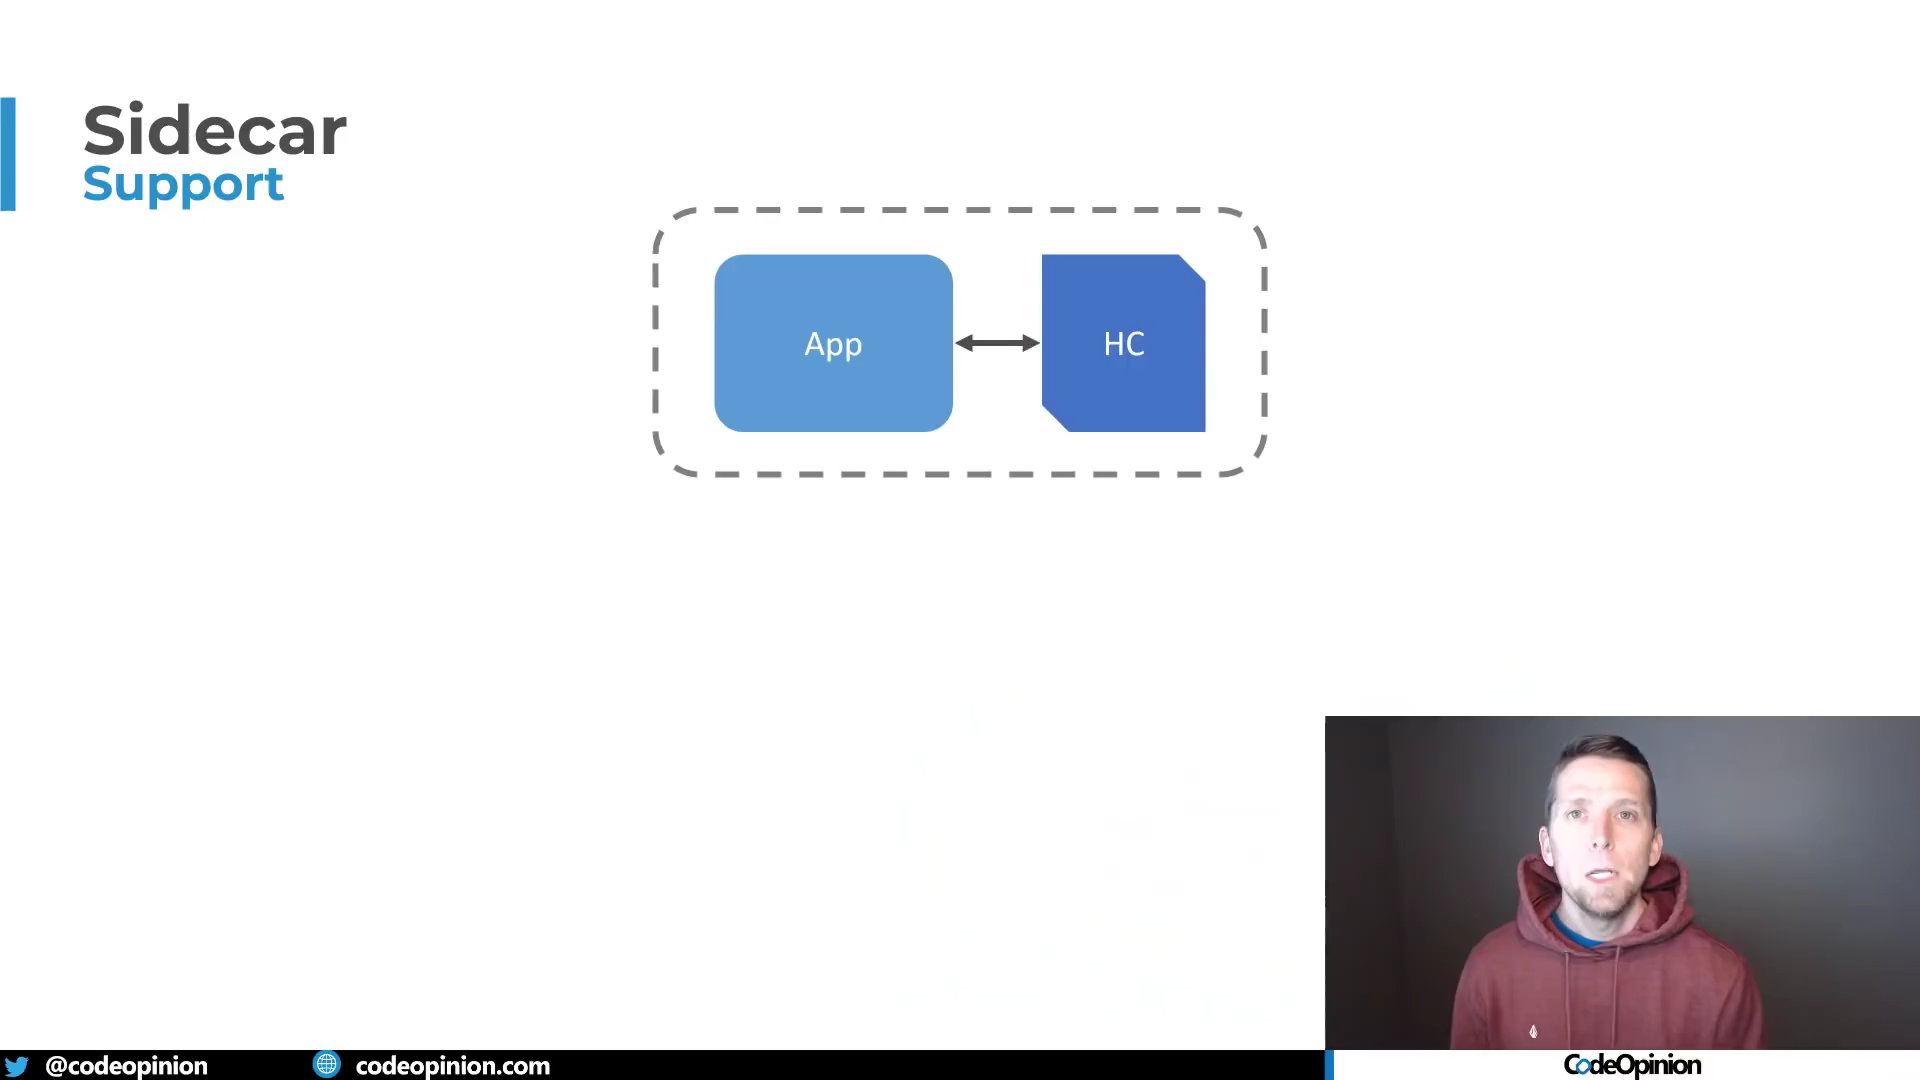 Sidecar
Support
App
HC
@codeopinion
codeopinion.com
CodeOpinion